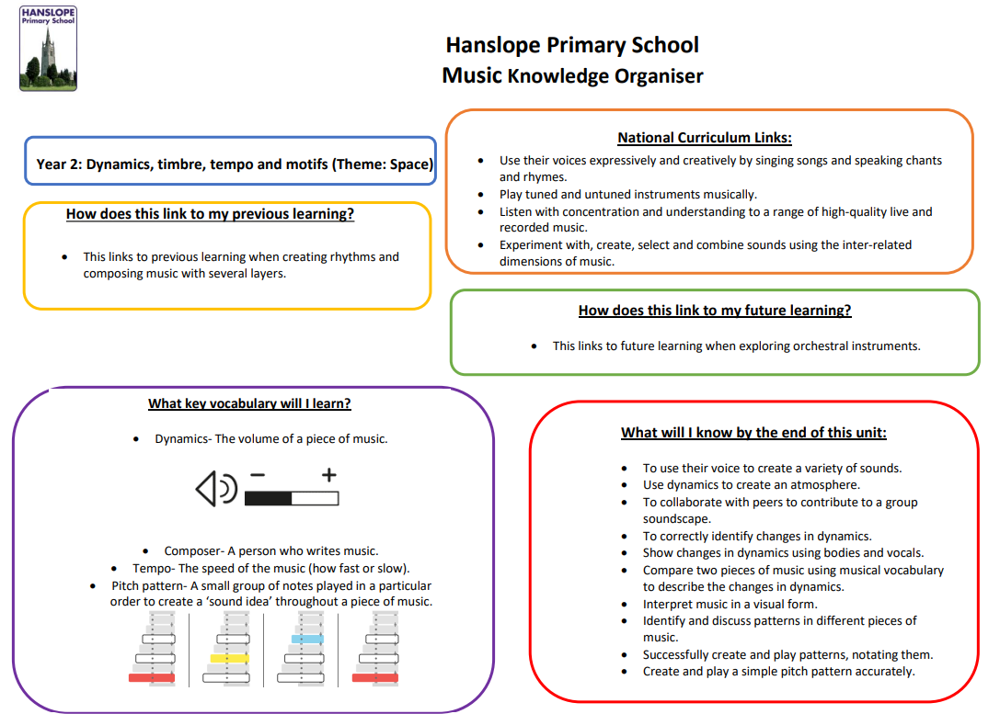 HANSLOPE
Primary School
Hanslope Primary School
Music Knowledge Organiser
Year 2: Dynamics, timbre, tempo and motifs (Theme: Space)
How does this link to my previous learning?
• This links to previous learning when creating rhythms and
composing music with several layers.
National Curriculum Links:
• Use their voices expressively and creatively by singing songs and speaking chants
and rhymes.
• Play tuned and untuned instruments musically.
• Listen with concentration and understanding to a range of high-quality live and
recorded music.
• Experiment with, create, select and combine sounds using the inter-related
dimensions of music.
How does this link to my future learning?
• This links to future learning when exploring orchestral instruments.
What key vocabulary will I learn?
• Dynamics- The volume of a piece of music.
− +
• Composer- A person who writes music.
• Tempo- The speed of the music (how fast or slow).
• Pitch pattern- A small group of notes played in a particular
order to create a ‘sound idea’ throughout a piece of music.
What will I know by the end of this unit:
• To use their voice to create a variety of sounds.
• Use dynamics to create an atmosphere.
• To collaborate with peers to contribute to a group
soundscape.
• To correctly identify changes in dynamics.
• Show changes in dynamics using bodies and vocals.
• Compare two pieces of music using musical vocabulary
to describe the changes in dynamics.
• Interpret music in a visual form.
• Identify and discuss patterns in different pieces of
music.
• Successfully create and play patterns, notating them.
• Create and play a simple pitch pattern accurately.